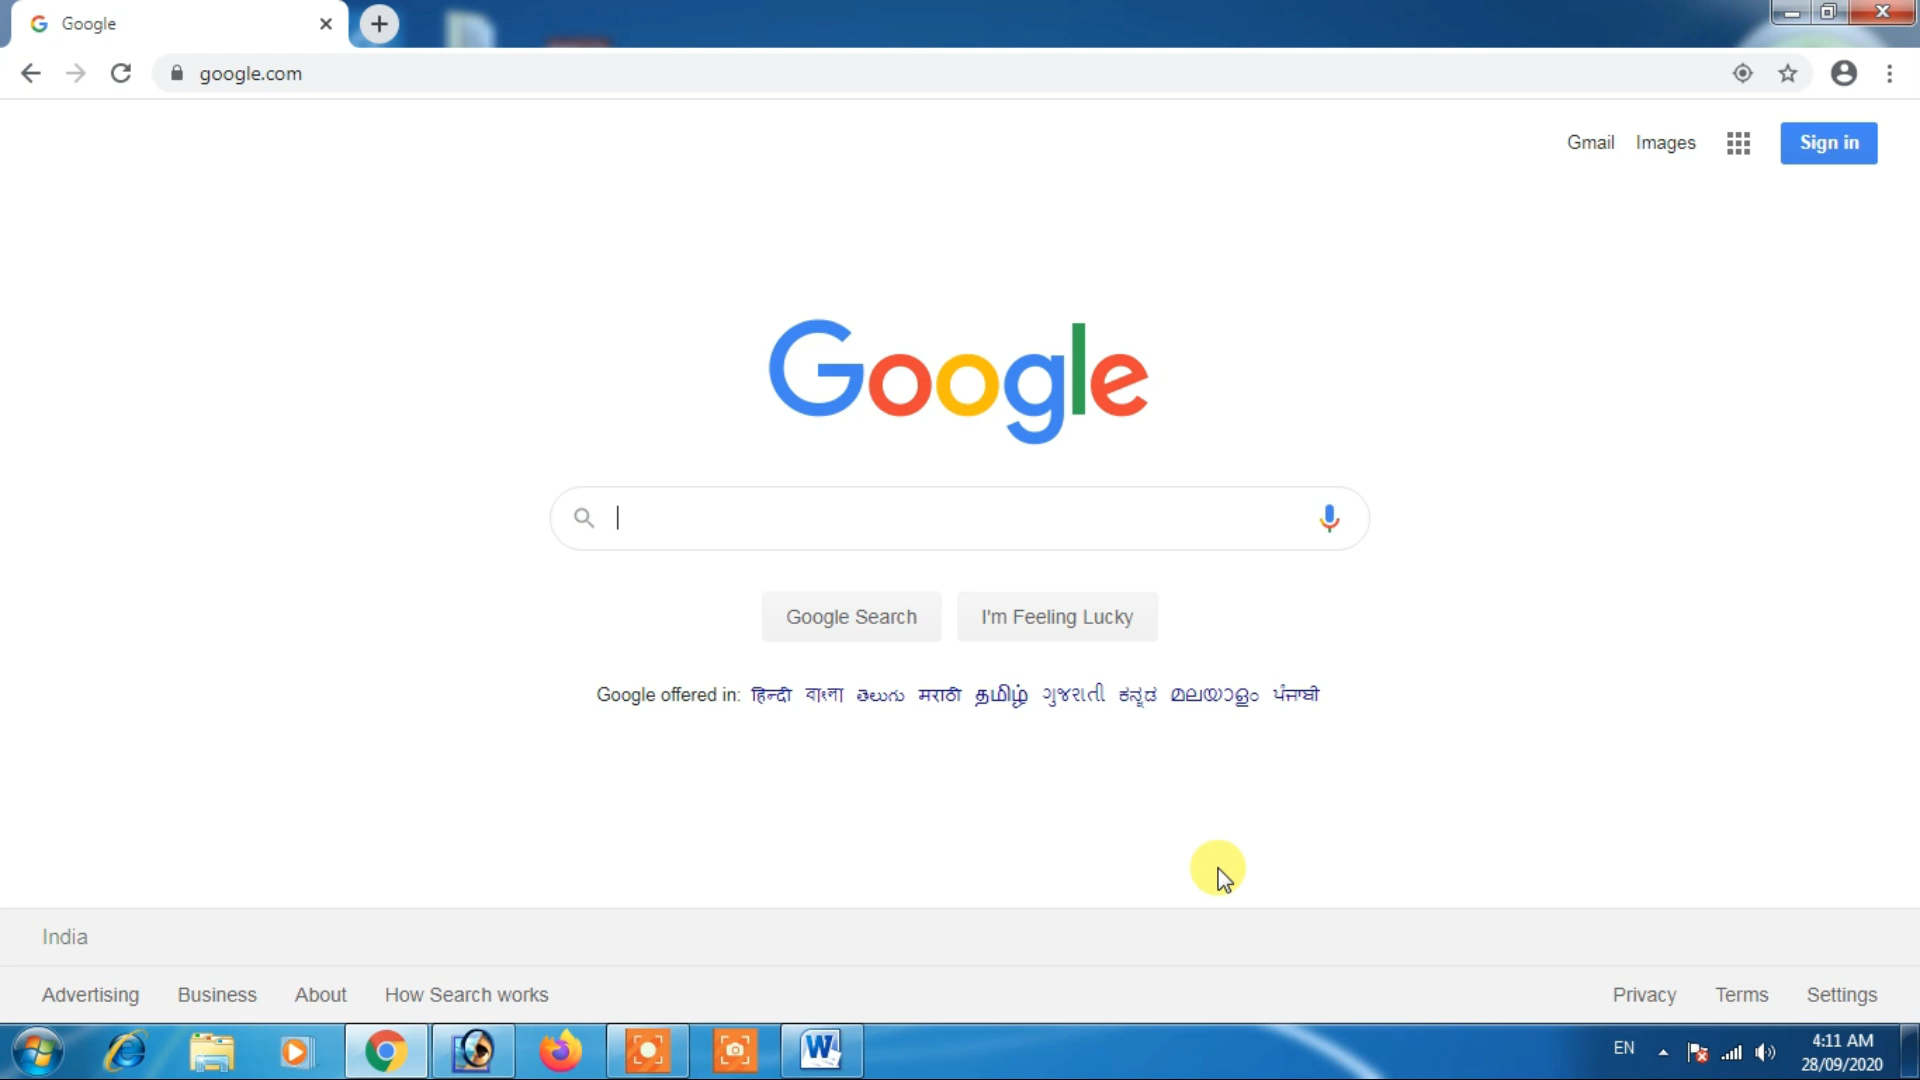 Google
google.com
Gmail Images Sign in
Google
Google Search I'm Feeling Lucky
Google offered in: हिन्दी বাংলা తెలుగు मराठी தமிழ் ગુજરાતી ಕನ್ನಡ മലയാളം ਪੰਜਾਬੀ
India
Advertising Business About How Search works Privacy Terms Settings
EN 4:11 AM
28/09/2020